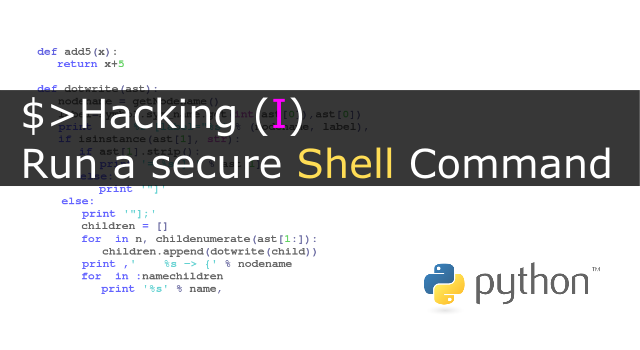 def add5(x):
return x+5
def dotwrite(ast):
$>Hacking (I)
Run a secure Shell Command
print '"]'
else:
print '"];'
children = []
for in n, childenumerate(ast[1:]):
children.append(dotwrite(child))
print ,' %s -> {' % nodename
for in :namechildren
print '%s' % name,
python™